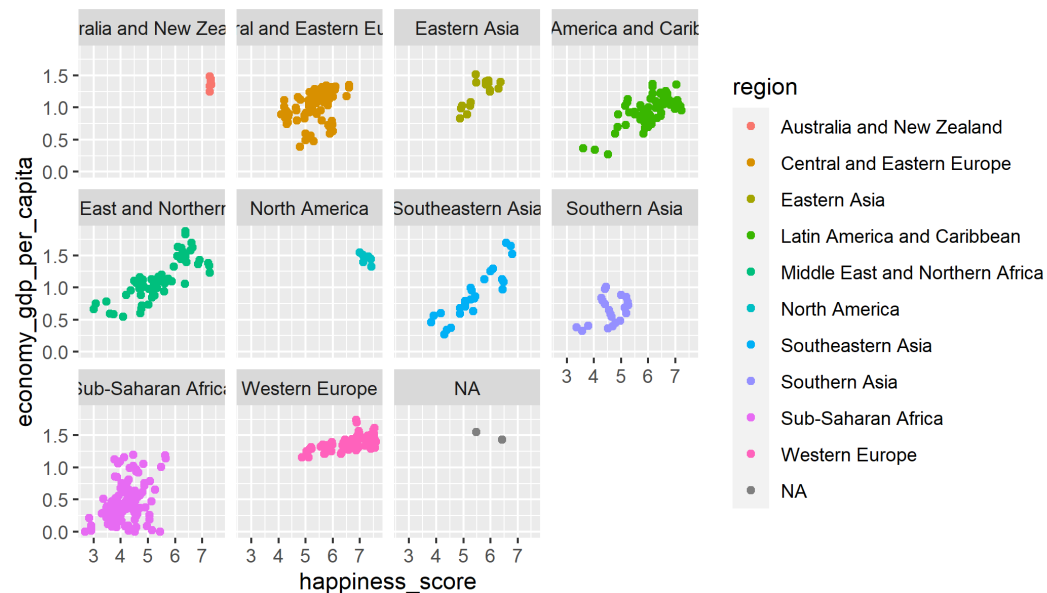 ralia and New Zea
ral and Eastern Eu
Eastern Asia
America and Carib
1.5
1.0
0.5
0.0
East and Northern
North America
Southeastern Asia
Southern Asia
1.5
1.0
0.5
0.0
3 4 5 6 7
Sub-Saharan Africa
Western Europe
NA
1.5
1.0
0.5
0.0
3 4 5 6 7
3 4 5 6 7
3 4 5 6 7
happiness_score
economy_gdp_per_capita
region
Australia and New Zealand
Central and Eastern Europe
Eastern Asia
Latin America and Caribbean
Middle East and Northern Africa
North America
Southeastern Asia
Southern Asia
Sub-Saharan Africa
Western Europe
NA